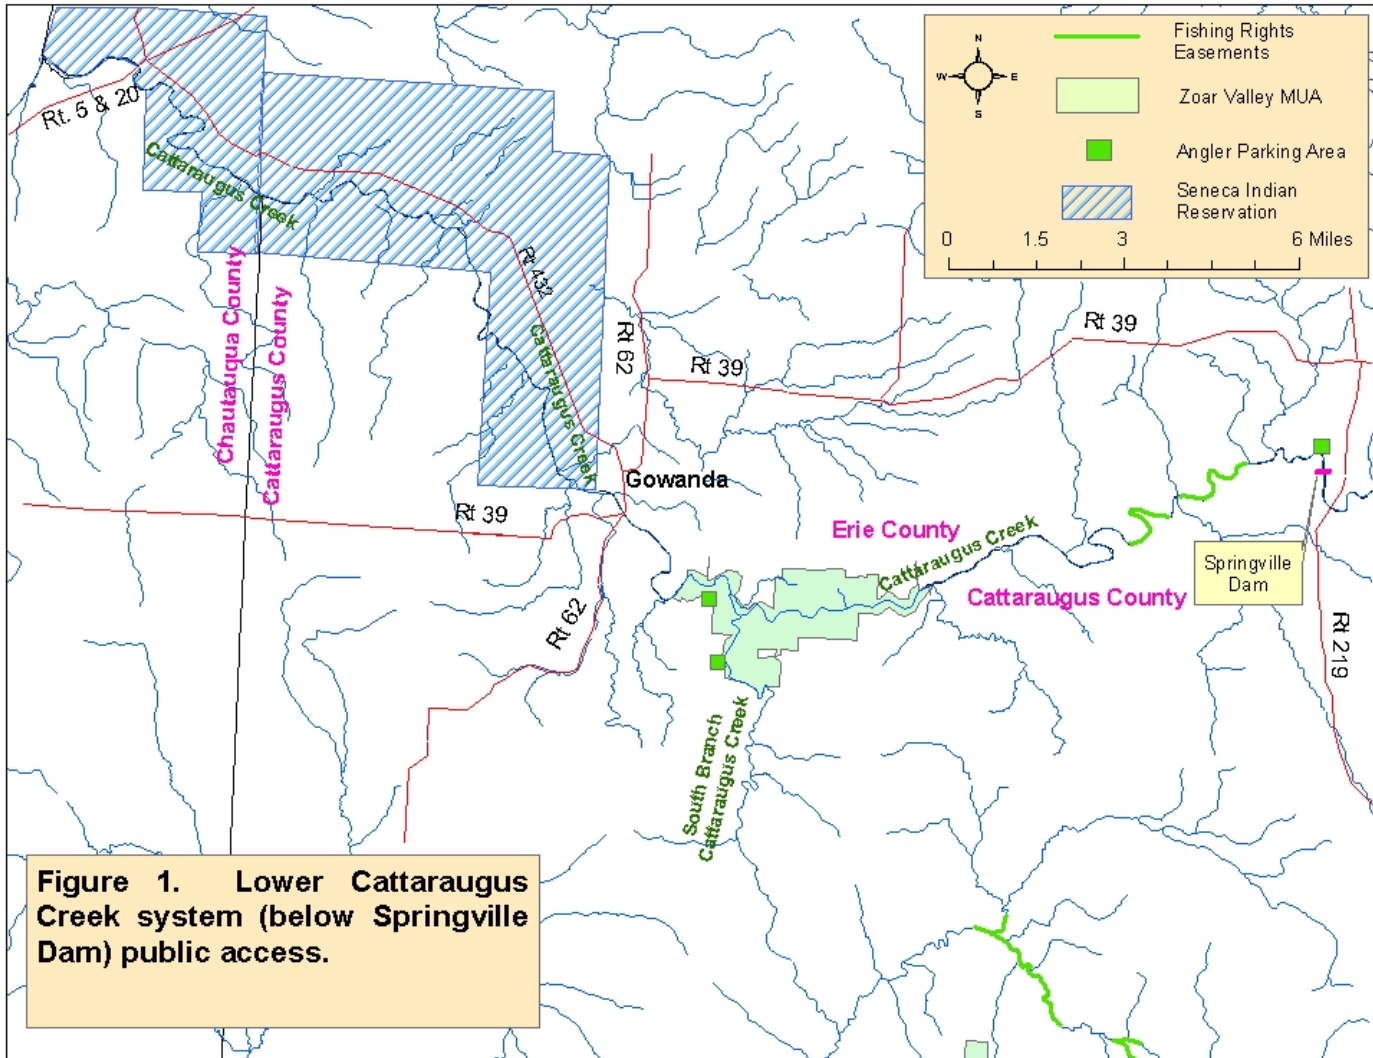 Fishing Rights
Easements
Zoar Valley MUA
Angler Parking Area
Seneca Indian
Reservation
N
W E
S
0 1.5 3 6 Miles
Rt. 5 & 20
Cattaraugus Creek
Rt 432
Chautauqua County
Cattaraugus County
Cattaraugus Creek
Rt 62
Rt 39
Rt 39
Gowanda
Rt 39
Erie County
Cattaraugus Creek
Cattaraugus County
Springville
Dam
Rt 62
Rt 219
South Branch
Cattaraugus Creek
Figure 1. Lower Cattaraugus
Creek system (below Springville
Dam) public access.